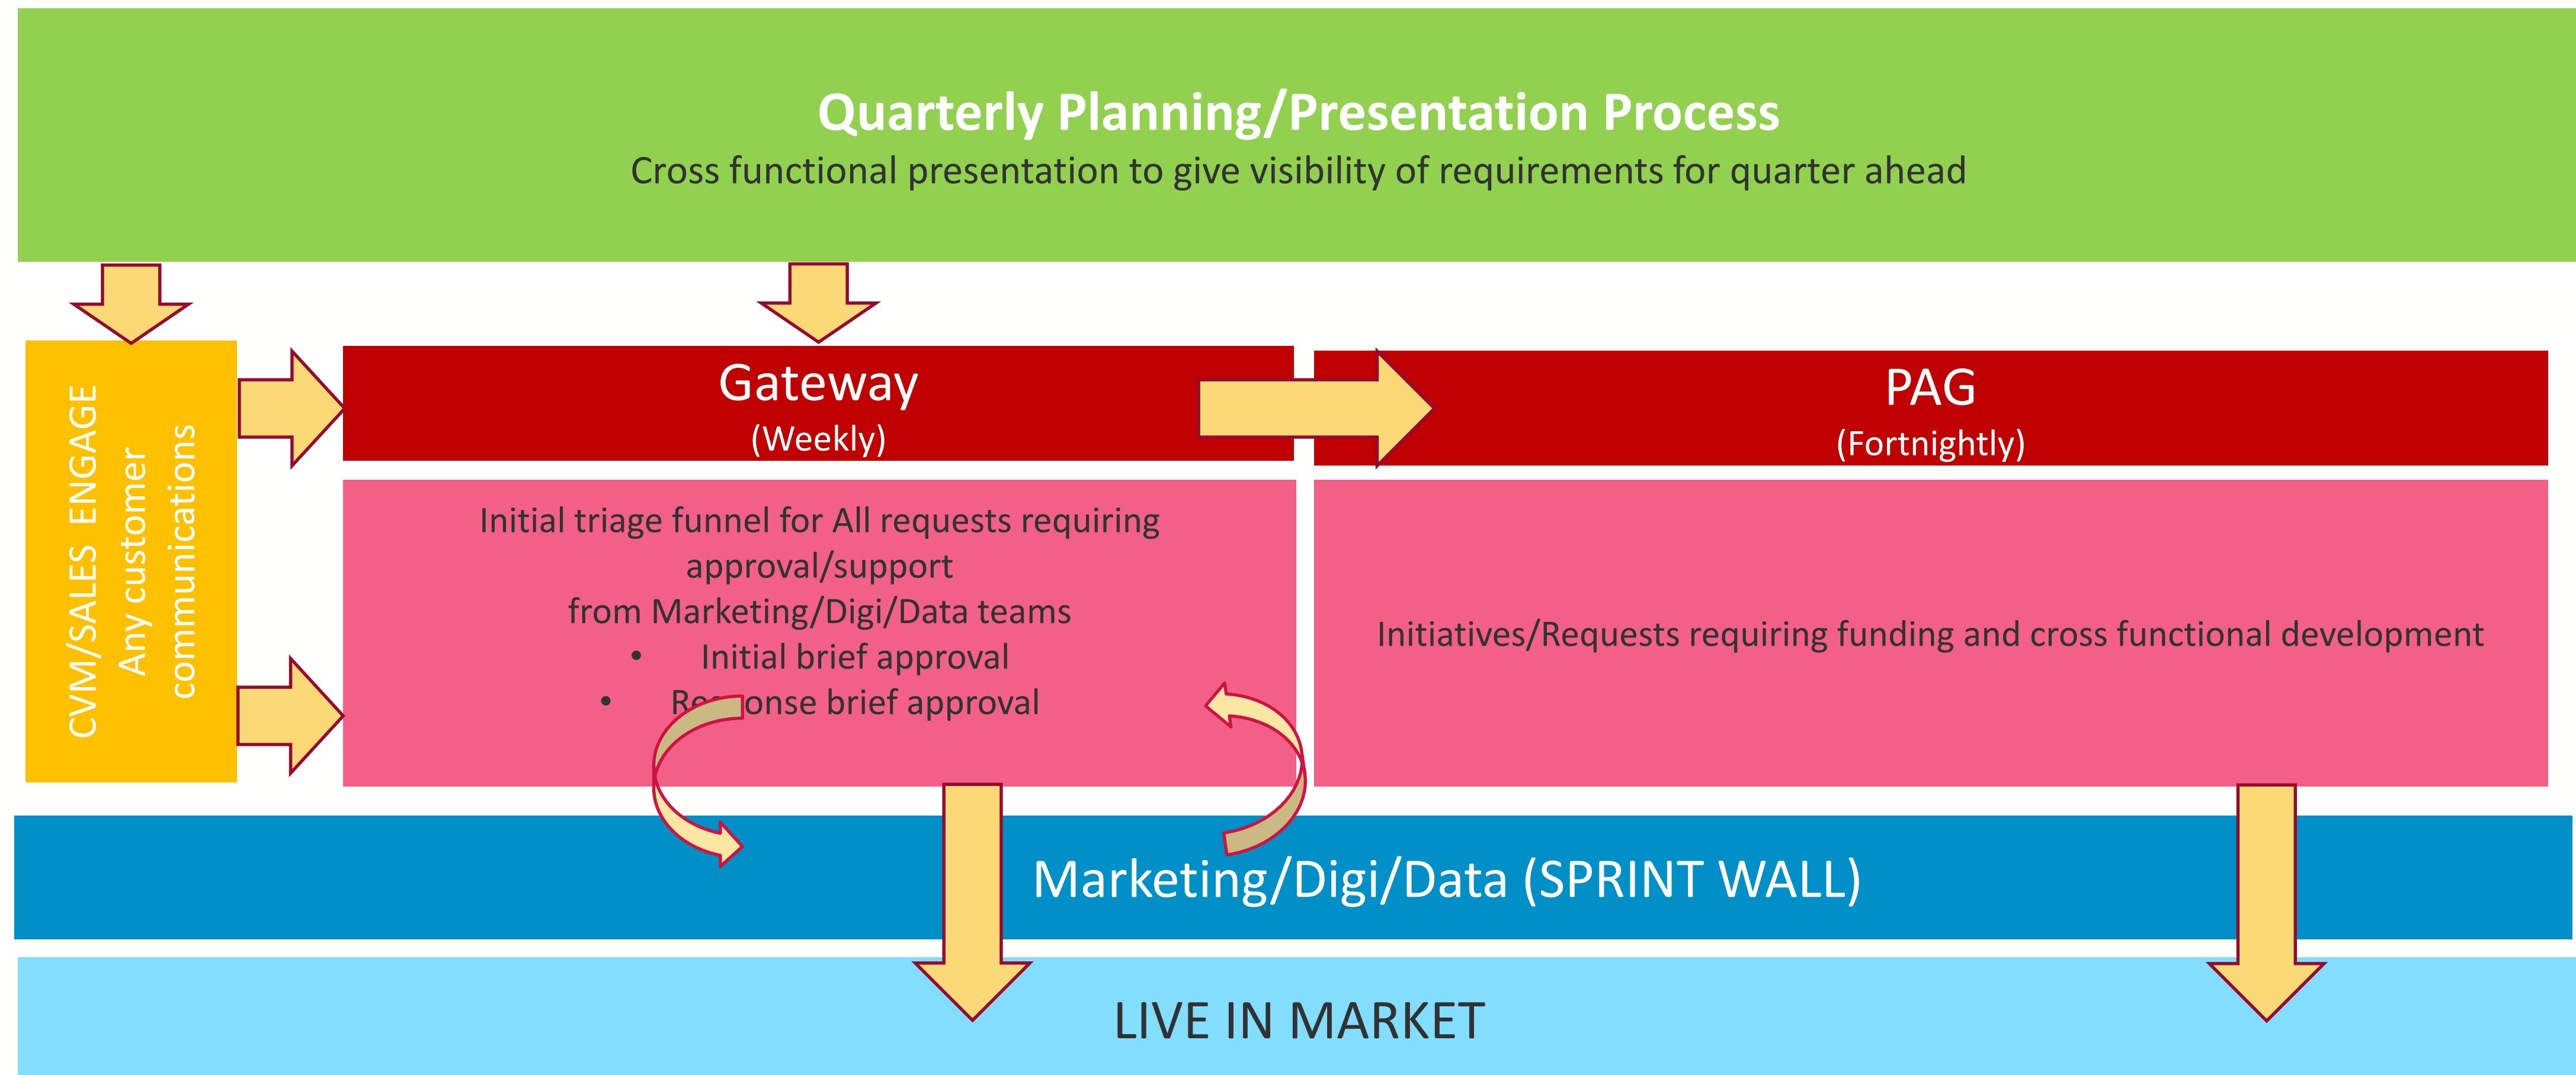 Quarterly Planning/Presentation Process
Cross functional presentation to give visibility of requirements for quarter ahead
CVM/SALES ENGAGE
Any customer
communications
Gateway
(Weekly)
PAG
(Fortnightly)
Initial triage funnel for All requests requiring
approval/support
from Marketing/Digi/Data teams
• Initial brief approval
• Response brief approval
Initiatives/Requests requiring funding and cross functional development
Marketing/Digi/Data (SPRINT WALL)
LIVE IN MARKET